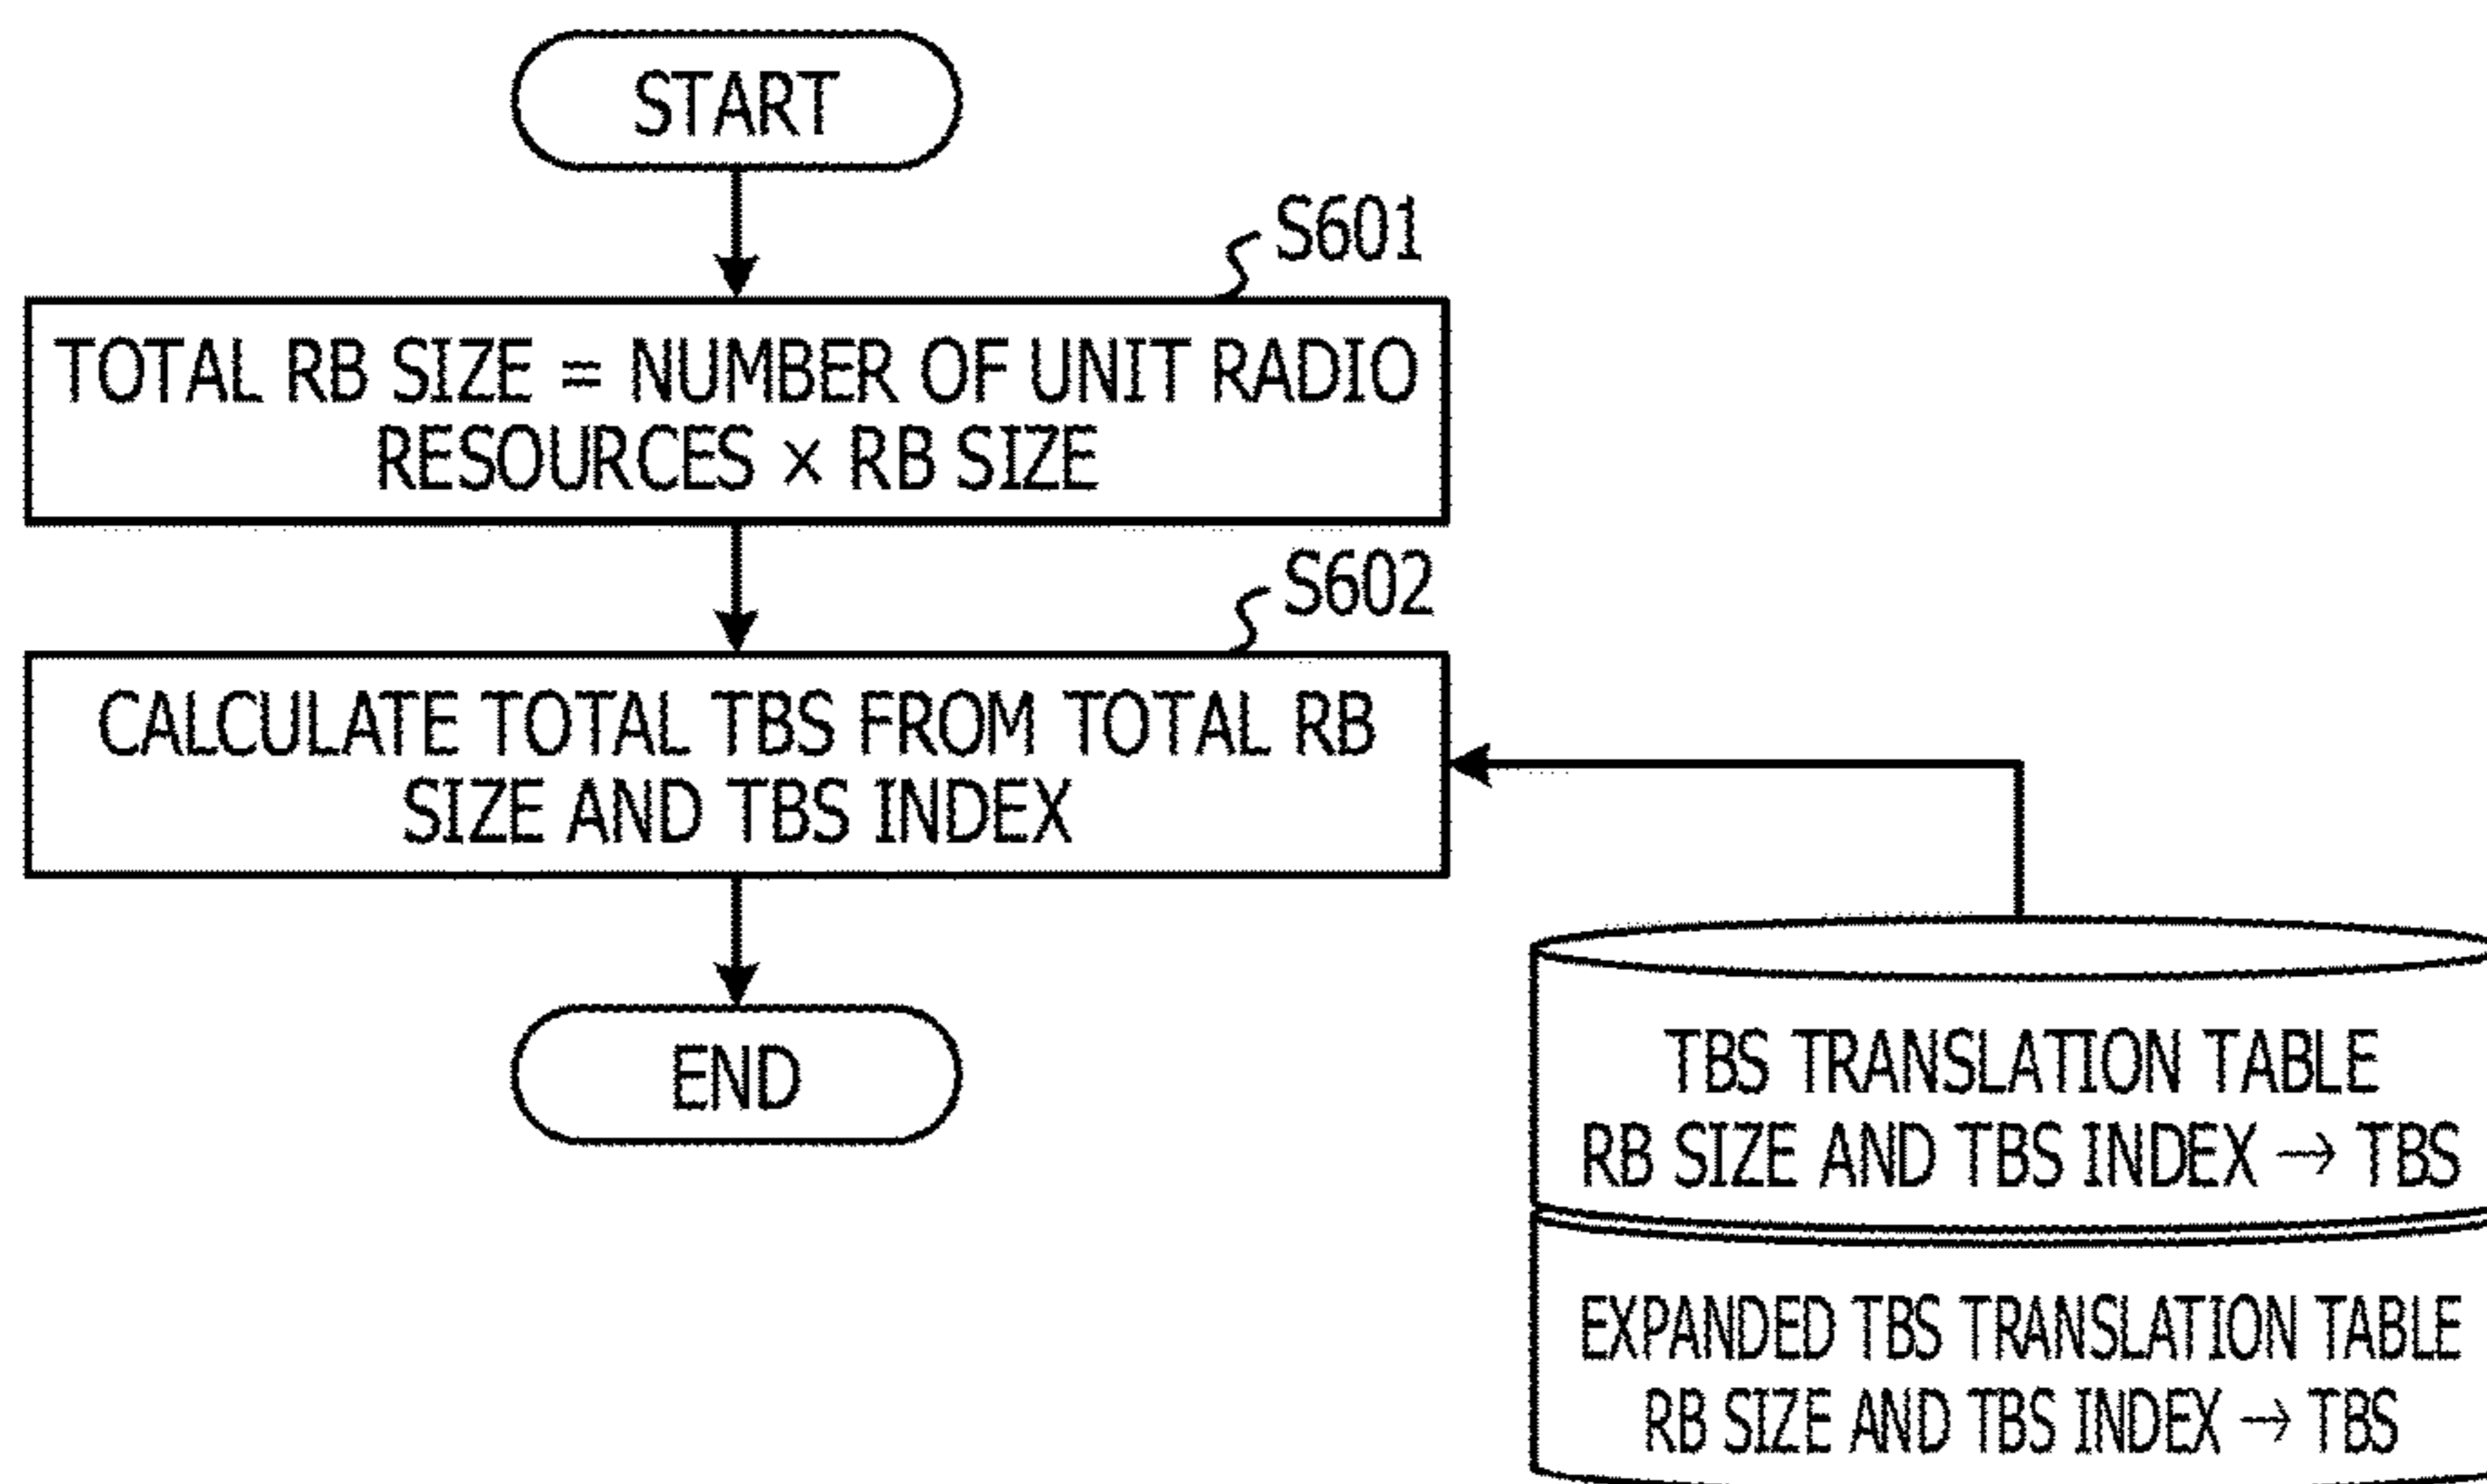 START
S601
TOTAL RB SIZE = NUMBER OF UNIT RADIO
RESOURCES × RB SIZE
S602
CALCULATE TOTAL TBS FROM TOTAL RB
SIZE AND TBS INDEX
END
TBS TRANSLATION TABLE
RB SIZE AND TBS INDEX → TBS
EXPANDED TBS TRANSLATION TABLE
RB SIZE AND TBS INDEX → TBS